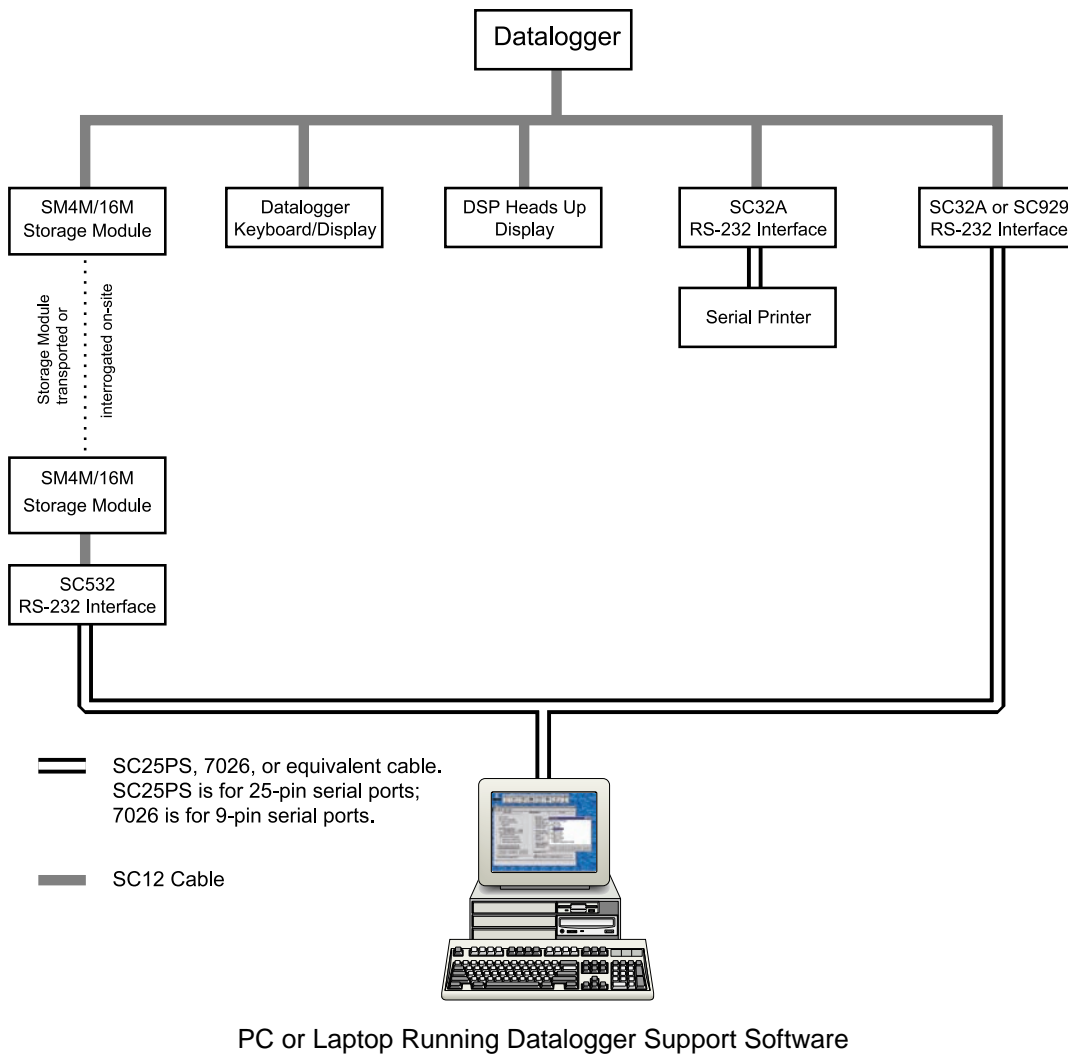 Datalogger
SM4M/16M
Storage Module
Datalogger
Keyboard/Display
DSP Heads Up
Display
SC32A
RS-232 Interface
SC32A or SC929
RS-232 Interface
Serial Printer
Storage Module
transported or
interrogated on-site
SM4M/16M
Storage Module
SC532
RS-232 Interface
SC25PS, 7026, or equivalent cable.
SC25PS is for 25-pin serial ports;
7026 is for 9-pin serial ports.
SC12 Cable
PC or Laptop Running Datalogger Support Software